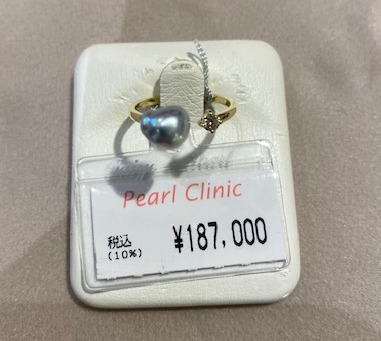 Pearl Clinic
税込
(10%)
¥187,000